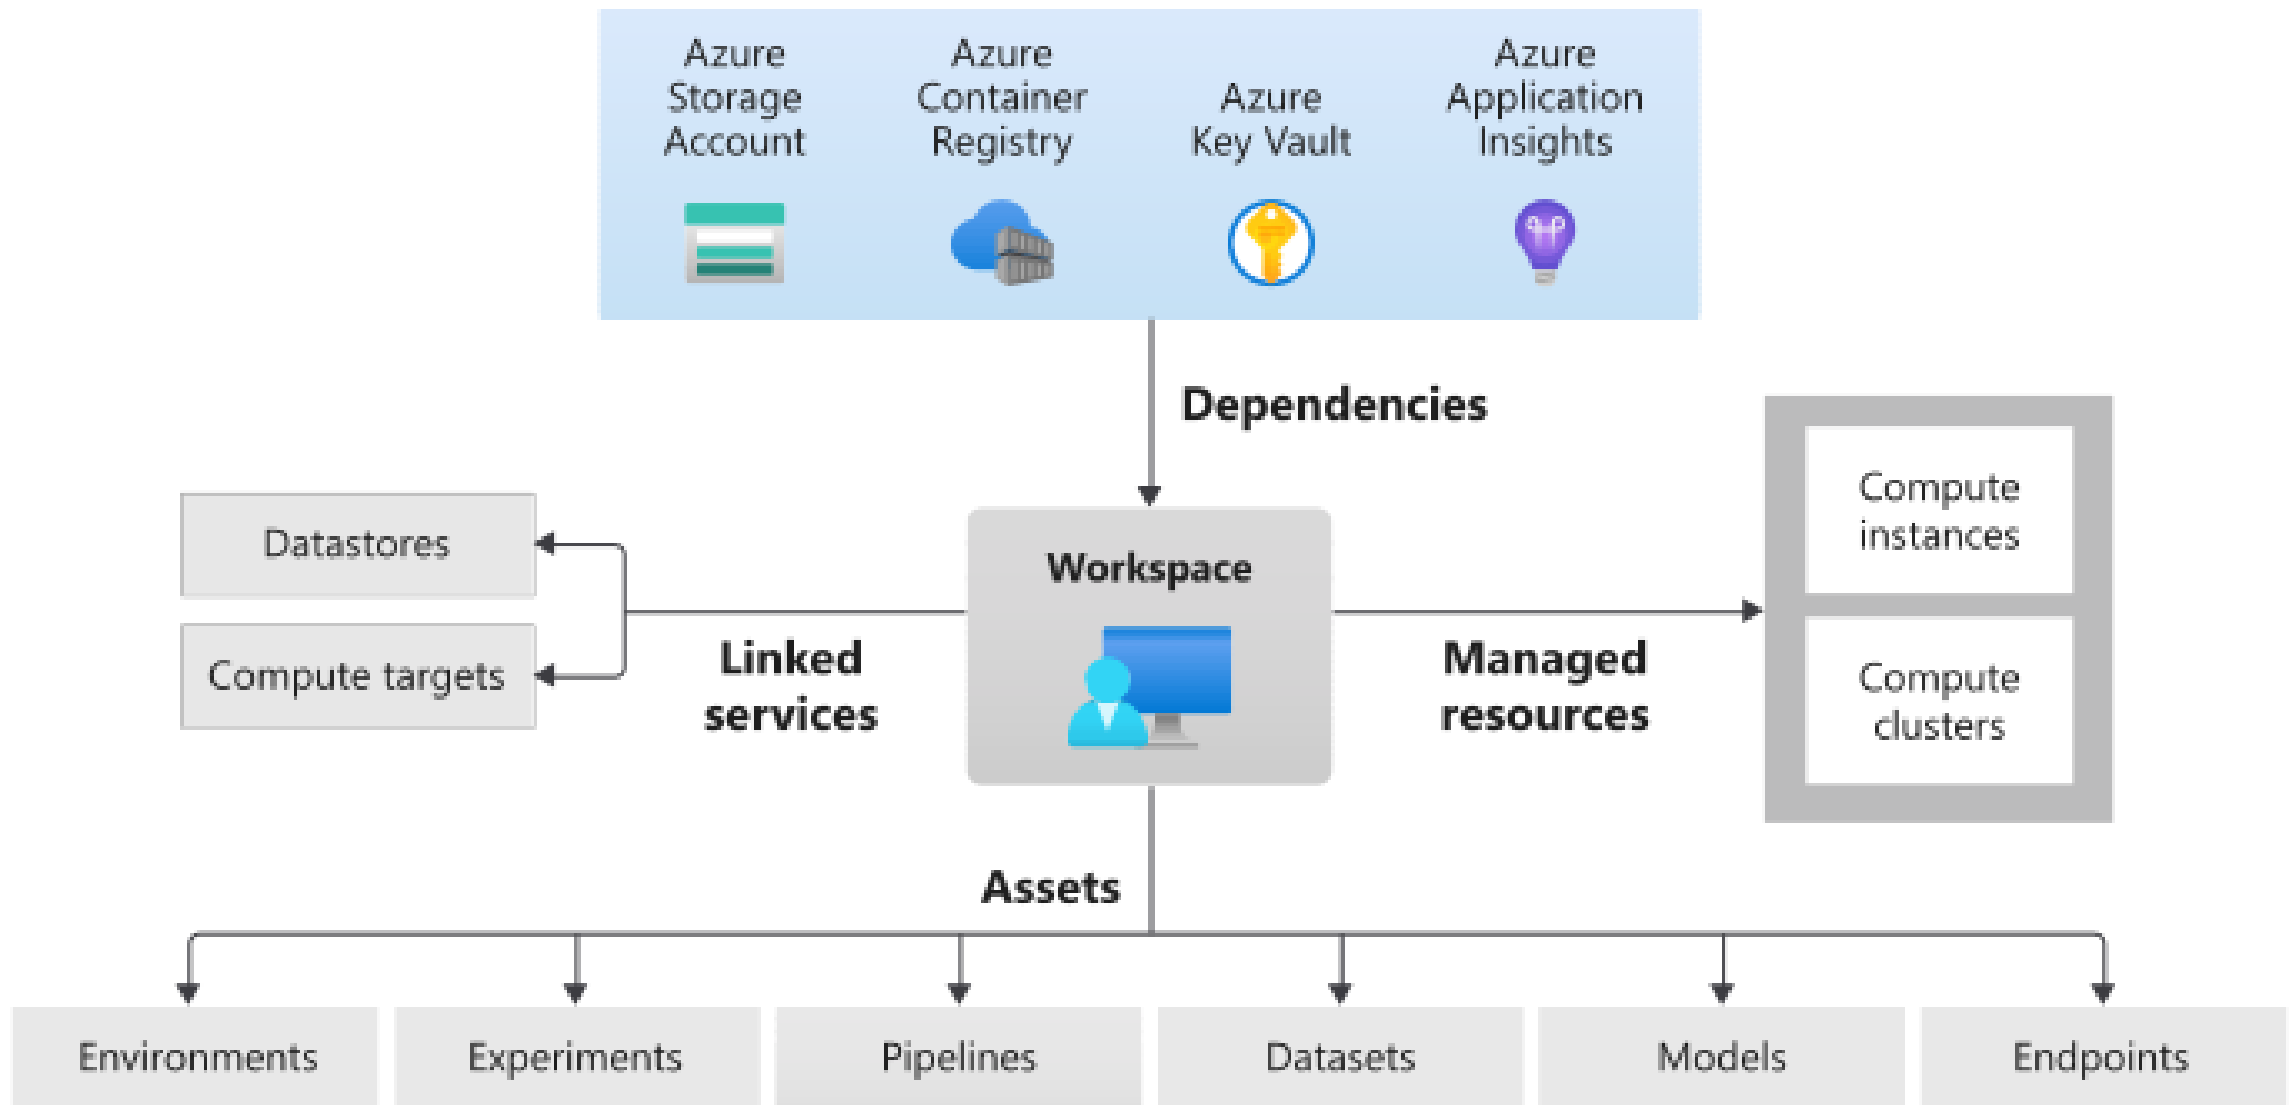 Azure
Storage
Account
Azure
Container
Registry
Azure
Key Vault
Azure
Application
Insights
Dependencies
Datastores
Compute targets
Linked
services
Workspace
Managed
resources
Compute
instances
Compute
clusters
Assets
Environments
Experiments
Pipelines
Datasets
Models
Endpoints